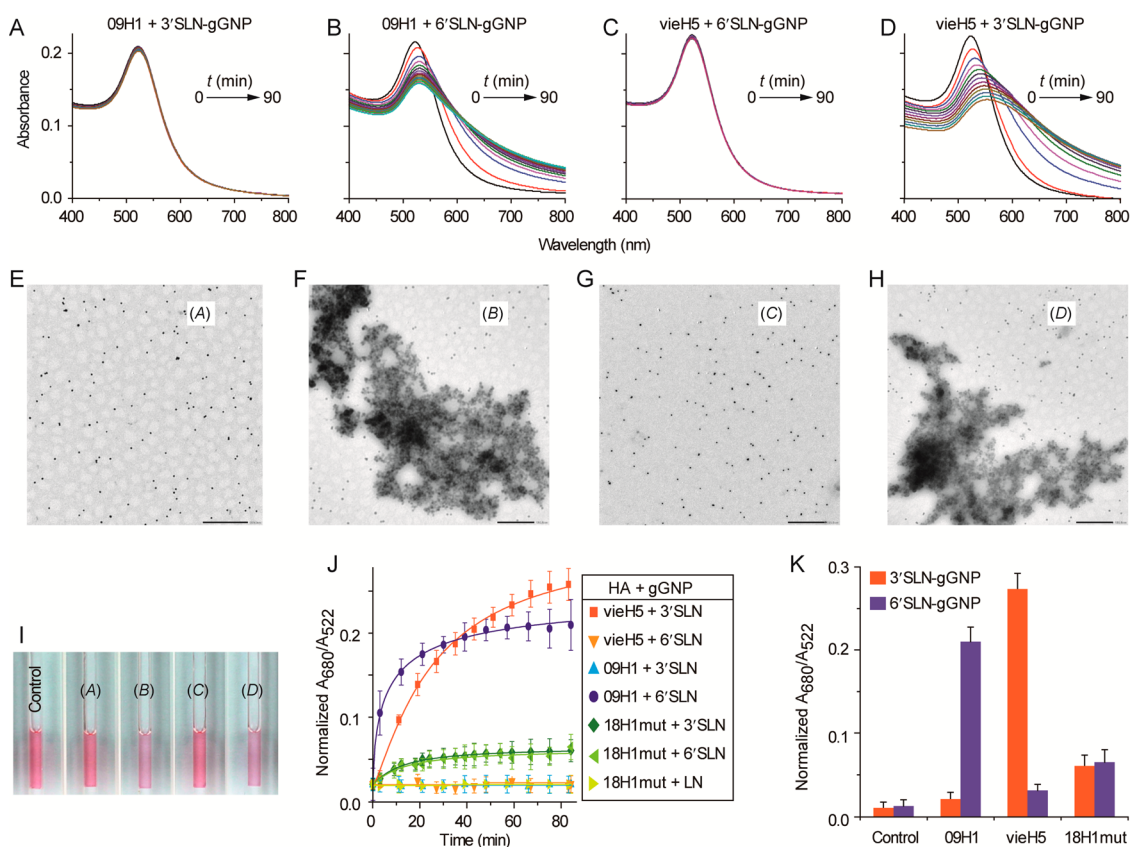 A
09H1 + 3′SLN-gGNP
B
09H1 + 6′SLN-gGNP
C
vieH5 + 6′SLN-gGNP
D
vieH5 + 3′SLN-gGNP
Absorbance
0.2
0.1
0.0
t (min)
0 90
t (min)
0 90
t (min)
0 90
t (min)
0 90
400 500 600 700 800
400 500 600 700 800
400 500 600 700 800
400 500 600 700 800
Wavelength (nm)
E
(A)
F
(B)
G
(C)
H
(D)
I
Control
(A)
(B)
(C)
(D)
J
Normalized A680/A522
0.2
0.1
0.0
0 20 40 60 80
Time (min)
HA + gGNP
vieH5 + 3′SLN
vieH5 + 6′SLN
09H1 + 3′SLN
09H1 + 6′SLN
18H1mut + 3′SLN
18H1mut + 6′SLN
18H1mut + LN
K
3′SLN-gGNP
6′SLN-gGNP
Normalized A680/A522
0.3
0.2
0.1
0.0
Control 09H1 vieH5 18H1mut